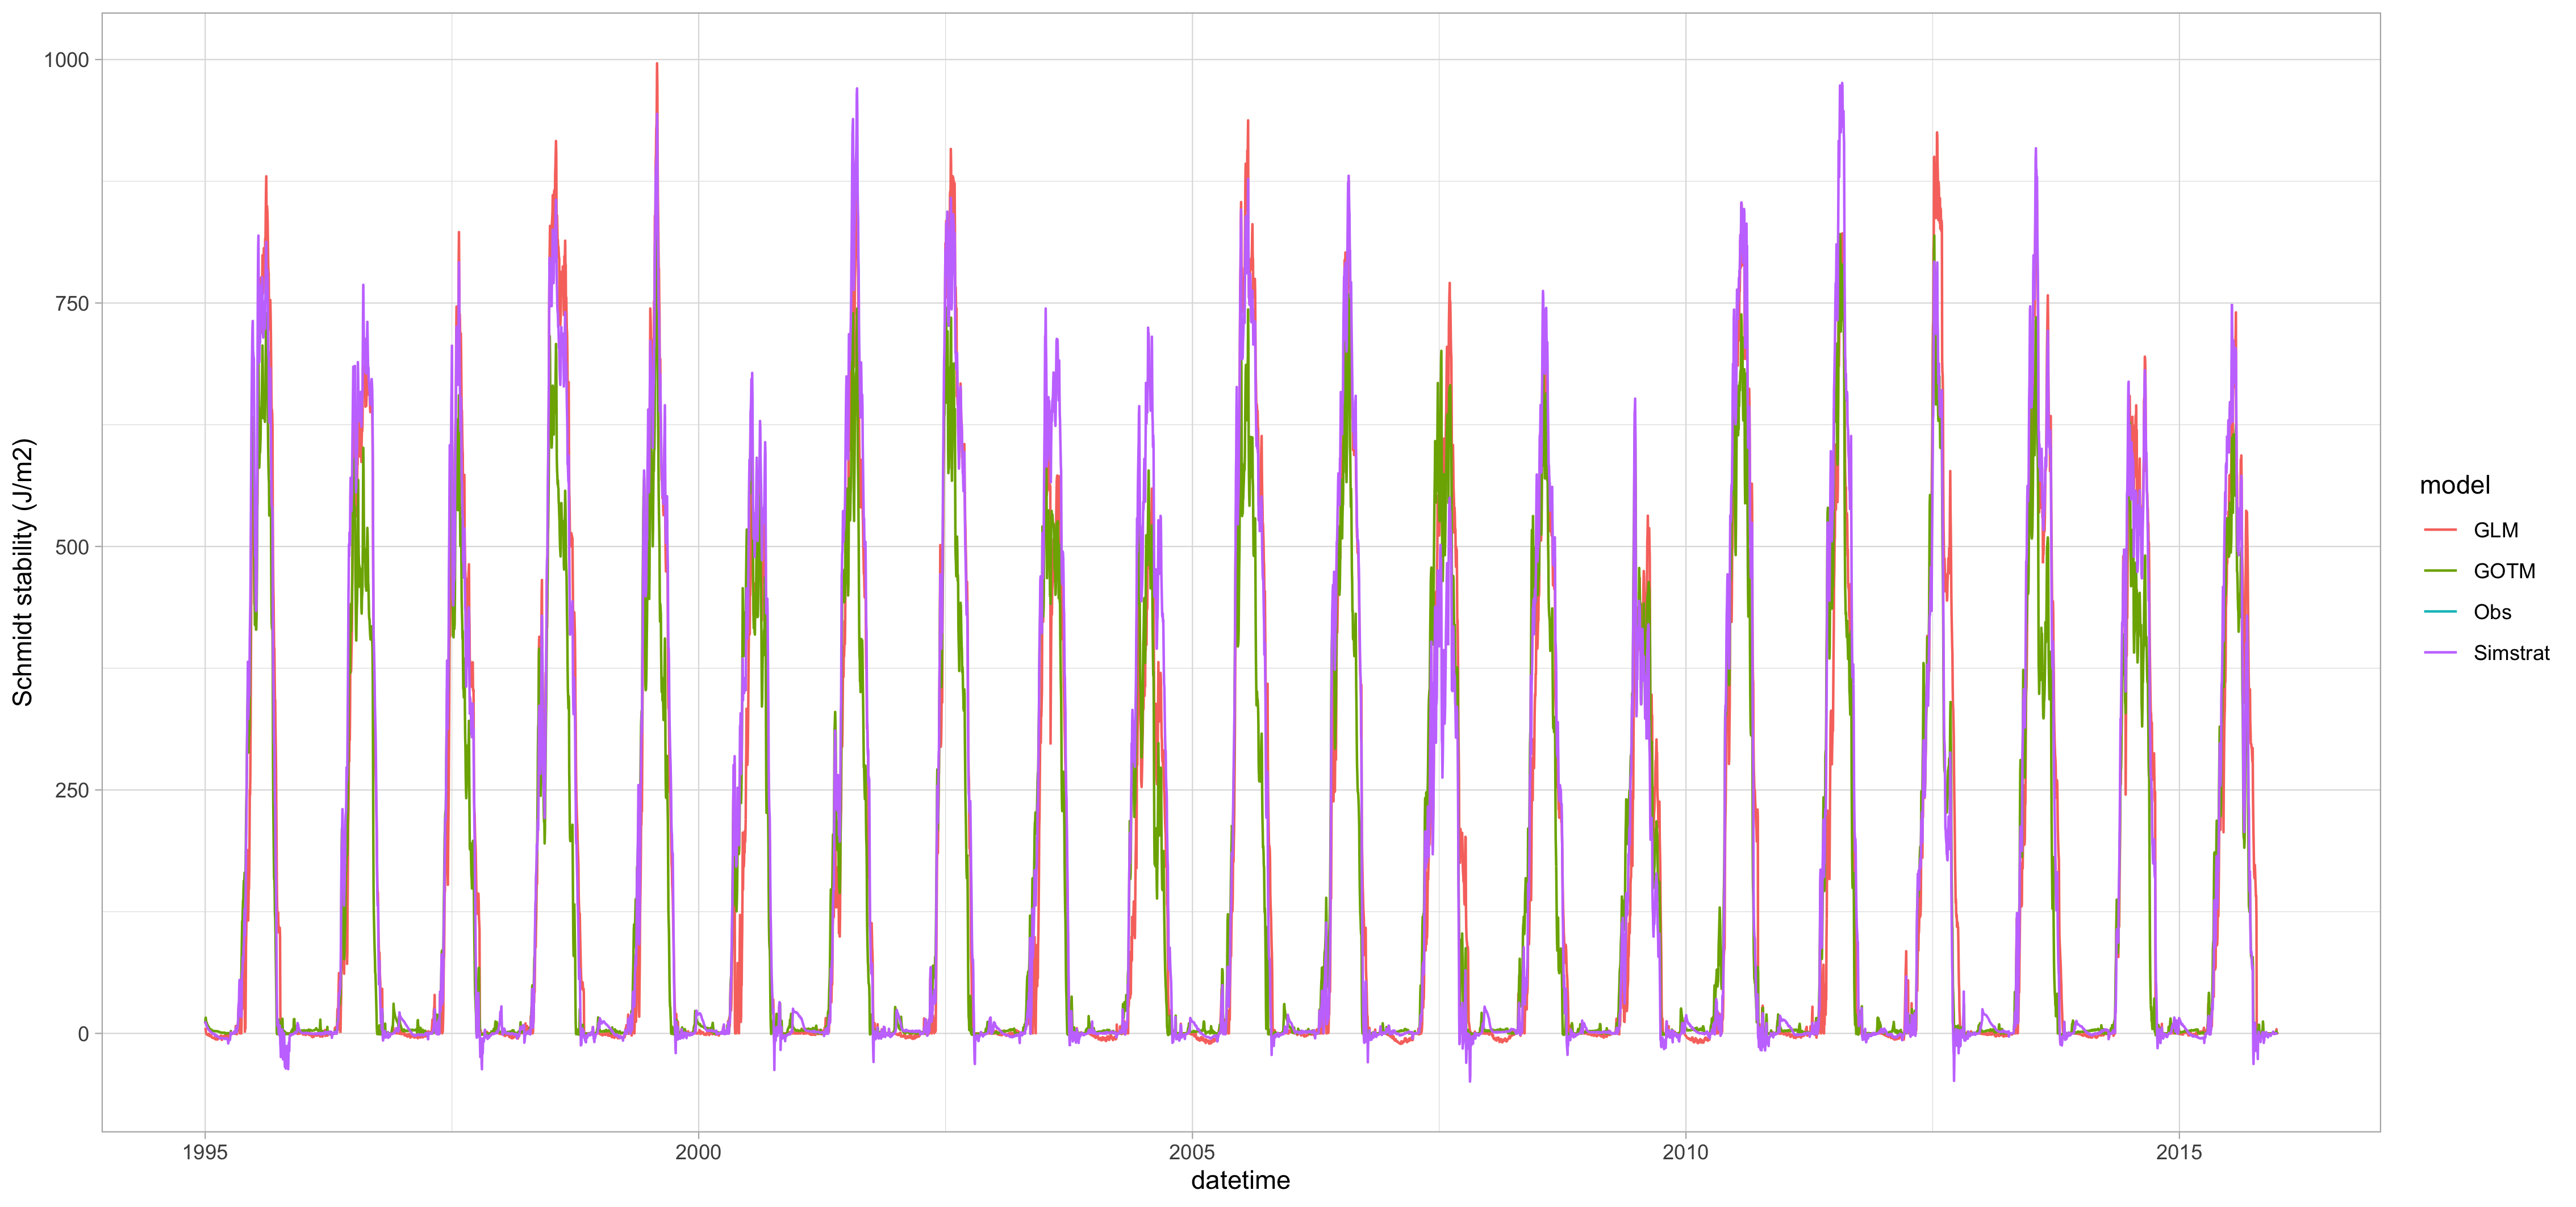 1000
750
500
250
0
Schmidt stability (J/m2)
1995
2000
2005
2010
2015
datetime
model
GLM
GOTM
Obs
Simstrat